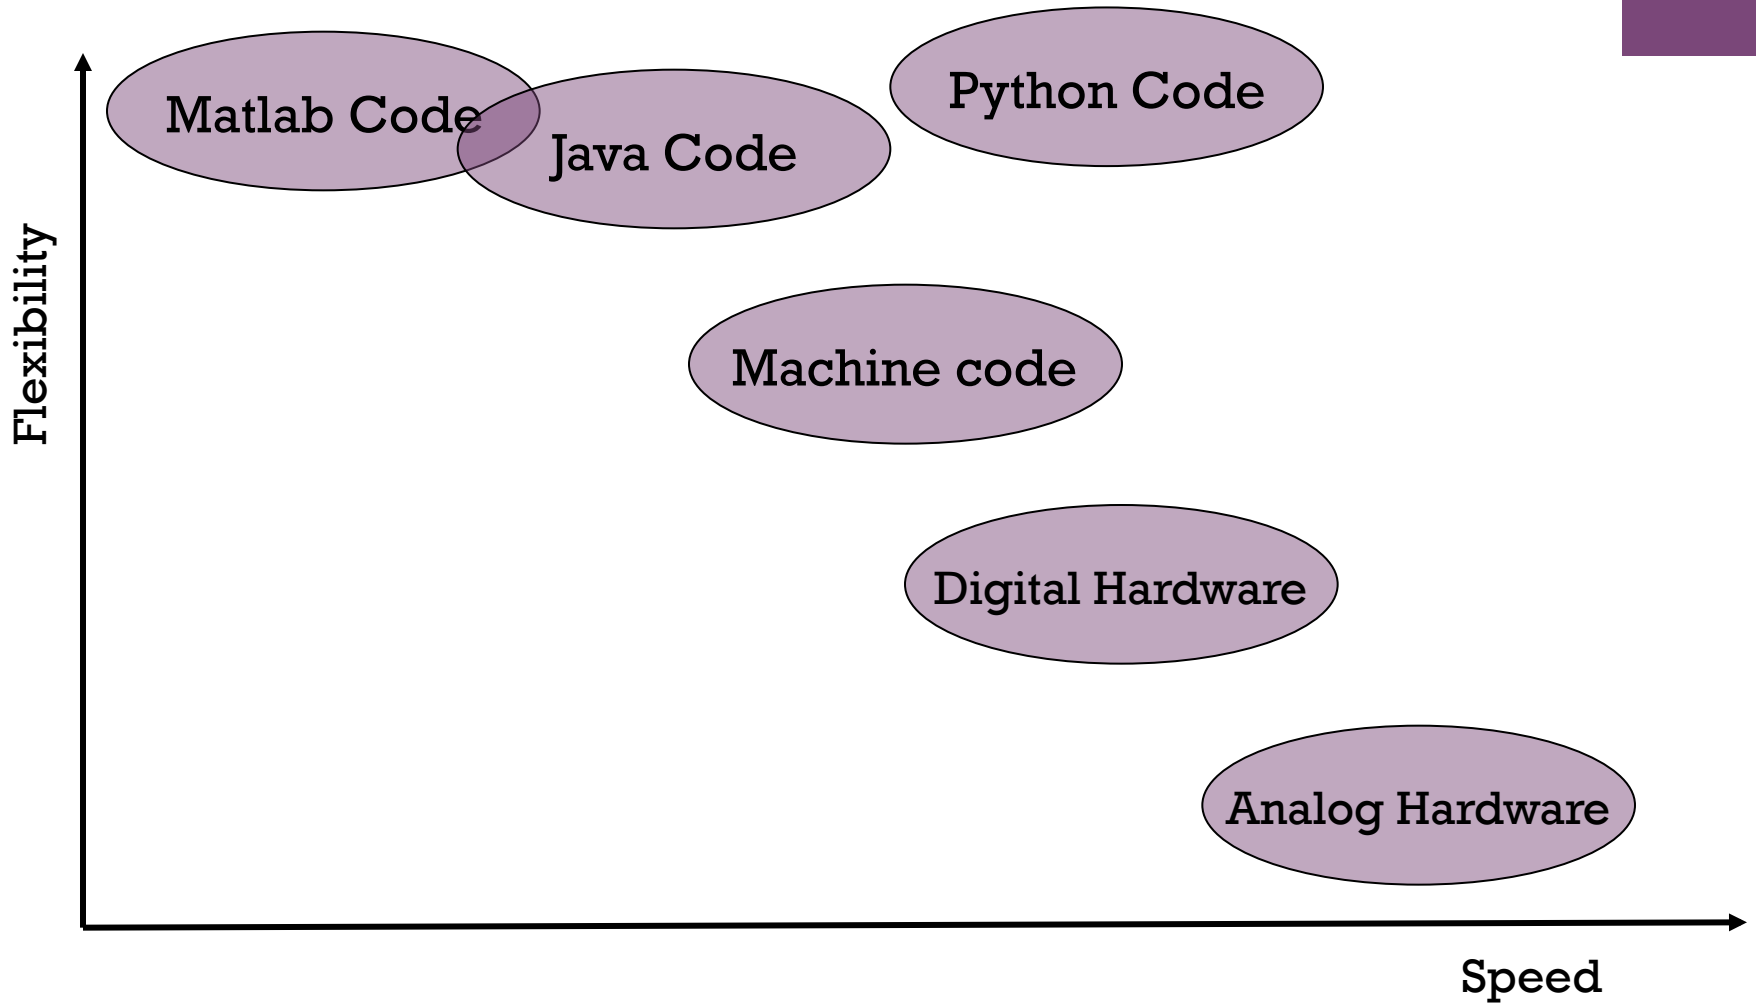 Python Code
Matlab Code
Java Code
Flexibility
Machine code
Digital Hardware
Analog Hardware
Speed